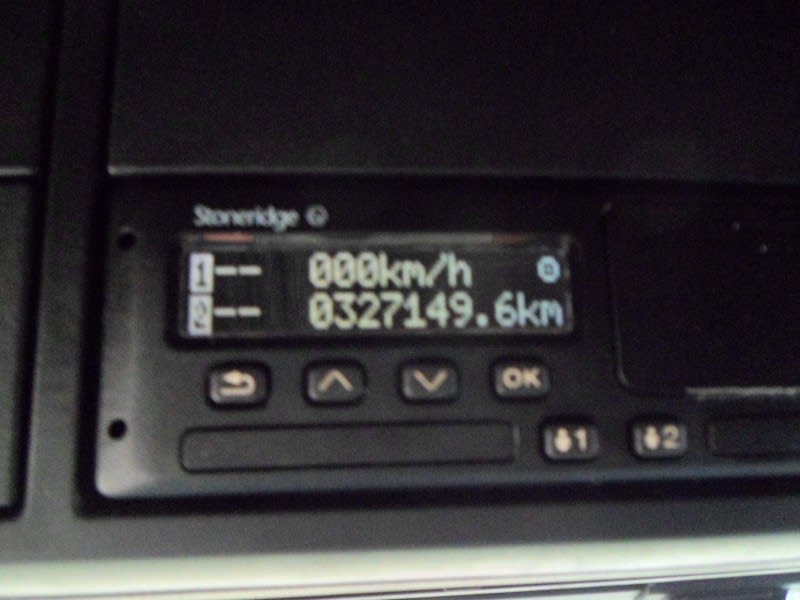 Stoneridge
1-- 000km/h
2-- 0327149.6km
OK
1 2